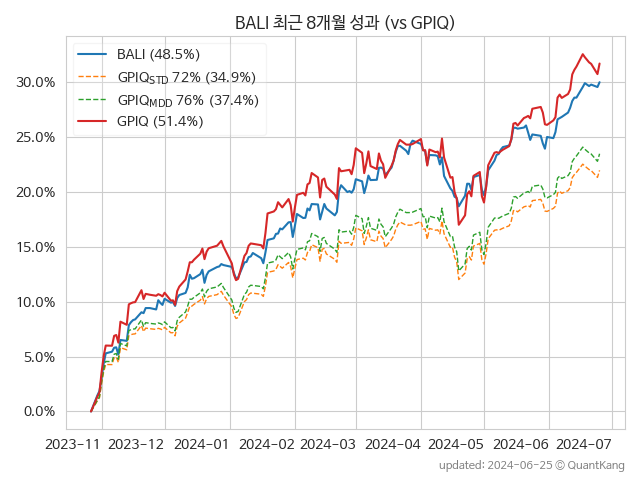 BALI 최근 8개월 성과 (vs GPIQ)
BALI (48.5%)
GPIQSTD 72% (34.9%)
GPIQMDD 76% (37.4%)
GPIQ (51.4%)
30.0%
25.0%
20.0%
15.0%
10.0%
5.0%
0.0%
2023-11 2023-12 2024-01 2024-02 2024-03 2024-04 2024-05 2024-06 2024-07
updated: 2024-06-25 © QuantKang